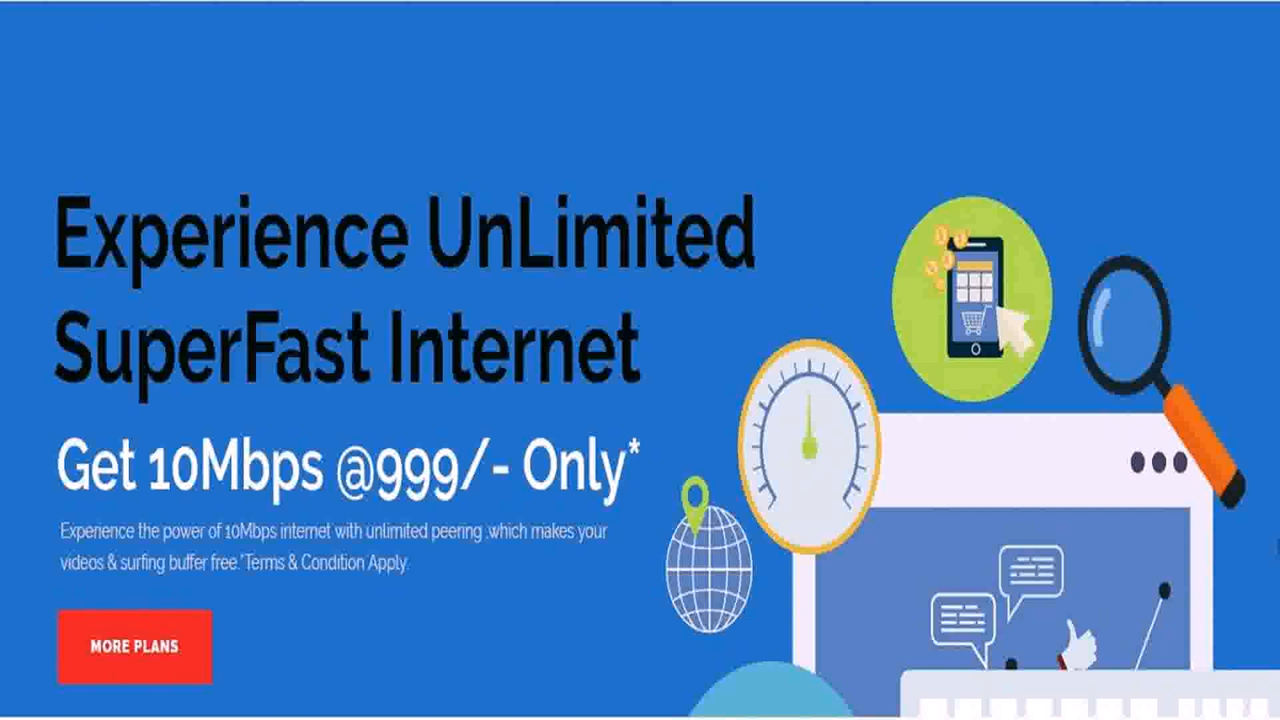 Experience UnLimited
SuperFast Internet
Get 10Mbps @999/- Only*
Experience the power of 10Mbps internet with unlimited peering .which makes your
videos & surfing buffer free.*Terms & Condition Apply.
MORE PLANS